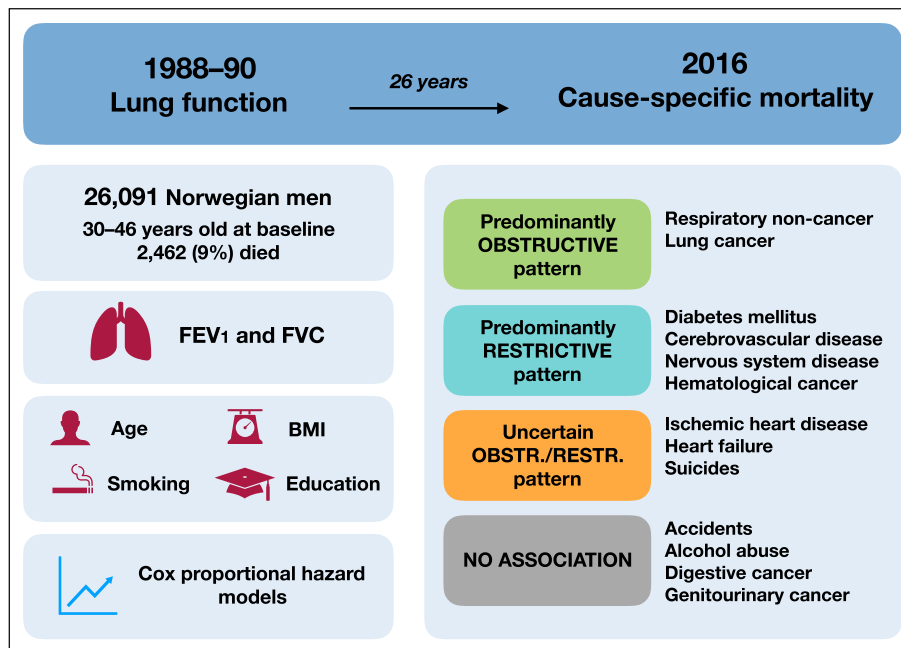 1988–90
Lung function
26 years
2016
Cause-specific mortality
26,091 Norwegian men
30–46 years old at baseline
2,462 (9%) died
FEV1 and FVC
Age
BMI
Smoking
Education
Cox proportional hazard
models
Predominantly
OBSTRUCTIVE
pattern
Respiratory non-cancer
Lung cancer
Predominantly
RESTRICTIVE
pattern
Diabetes mellitus
Cerebrovascular disease
Nervous system disease
Hematological cancer
Uncertain
OBSTR./RESTR.
pattern
Ischemic heart disease
Heart failure
Suicides
NO ASSOCIATION
Accidents
Alcohol abuse
Digestive cancer
Genitourinary cancer